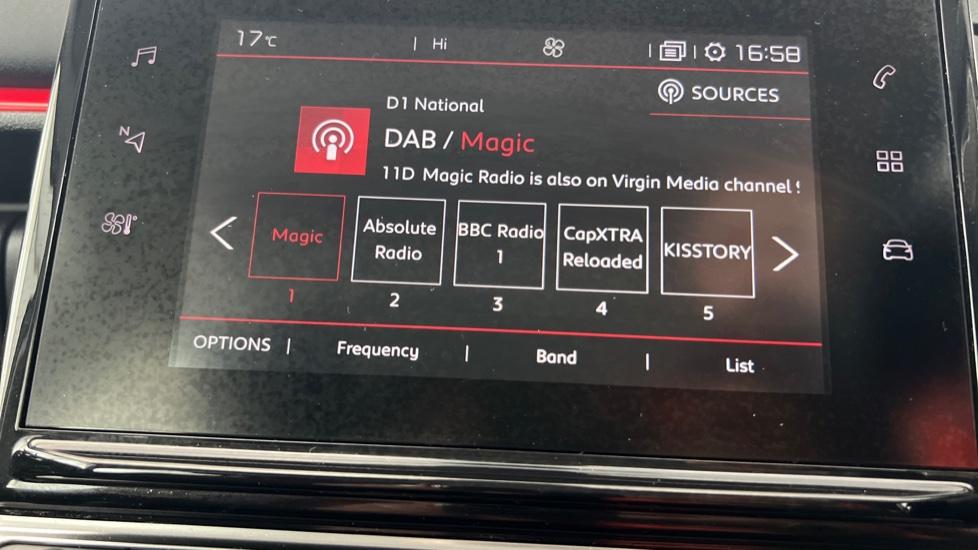 17°C | Hi | | 16:58
SOURCES
D1 National
DAB / Magic
11D Magic Radio is also on Virgin Media channel
N
Magic
Absolute
Radio
BBC Radio
1
CapXTRA
Reloaded
KISSTORY
1 2 3 4 5
OPTIONS | Frequency | Band | List